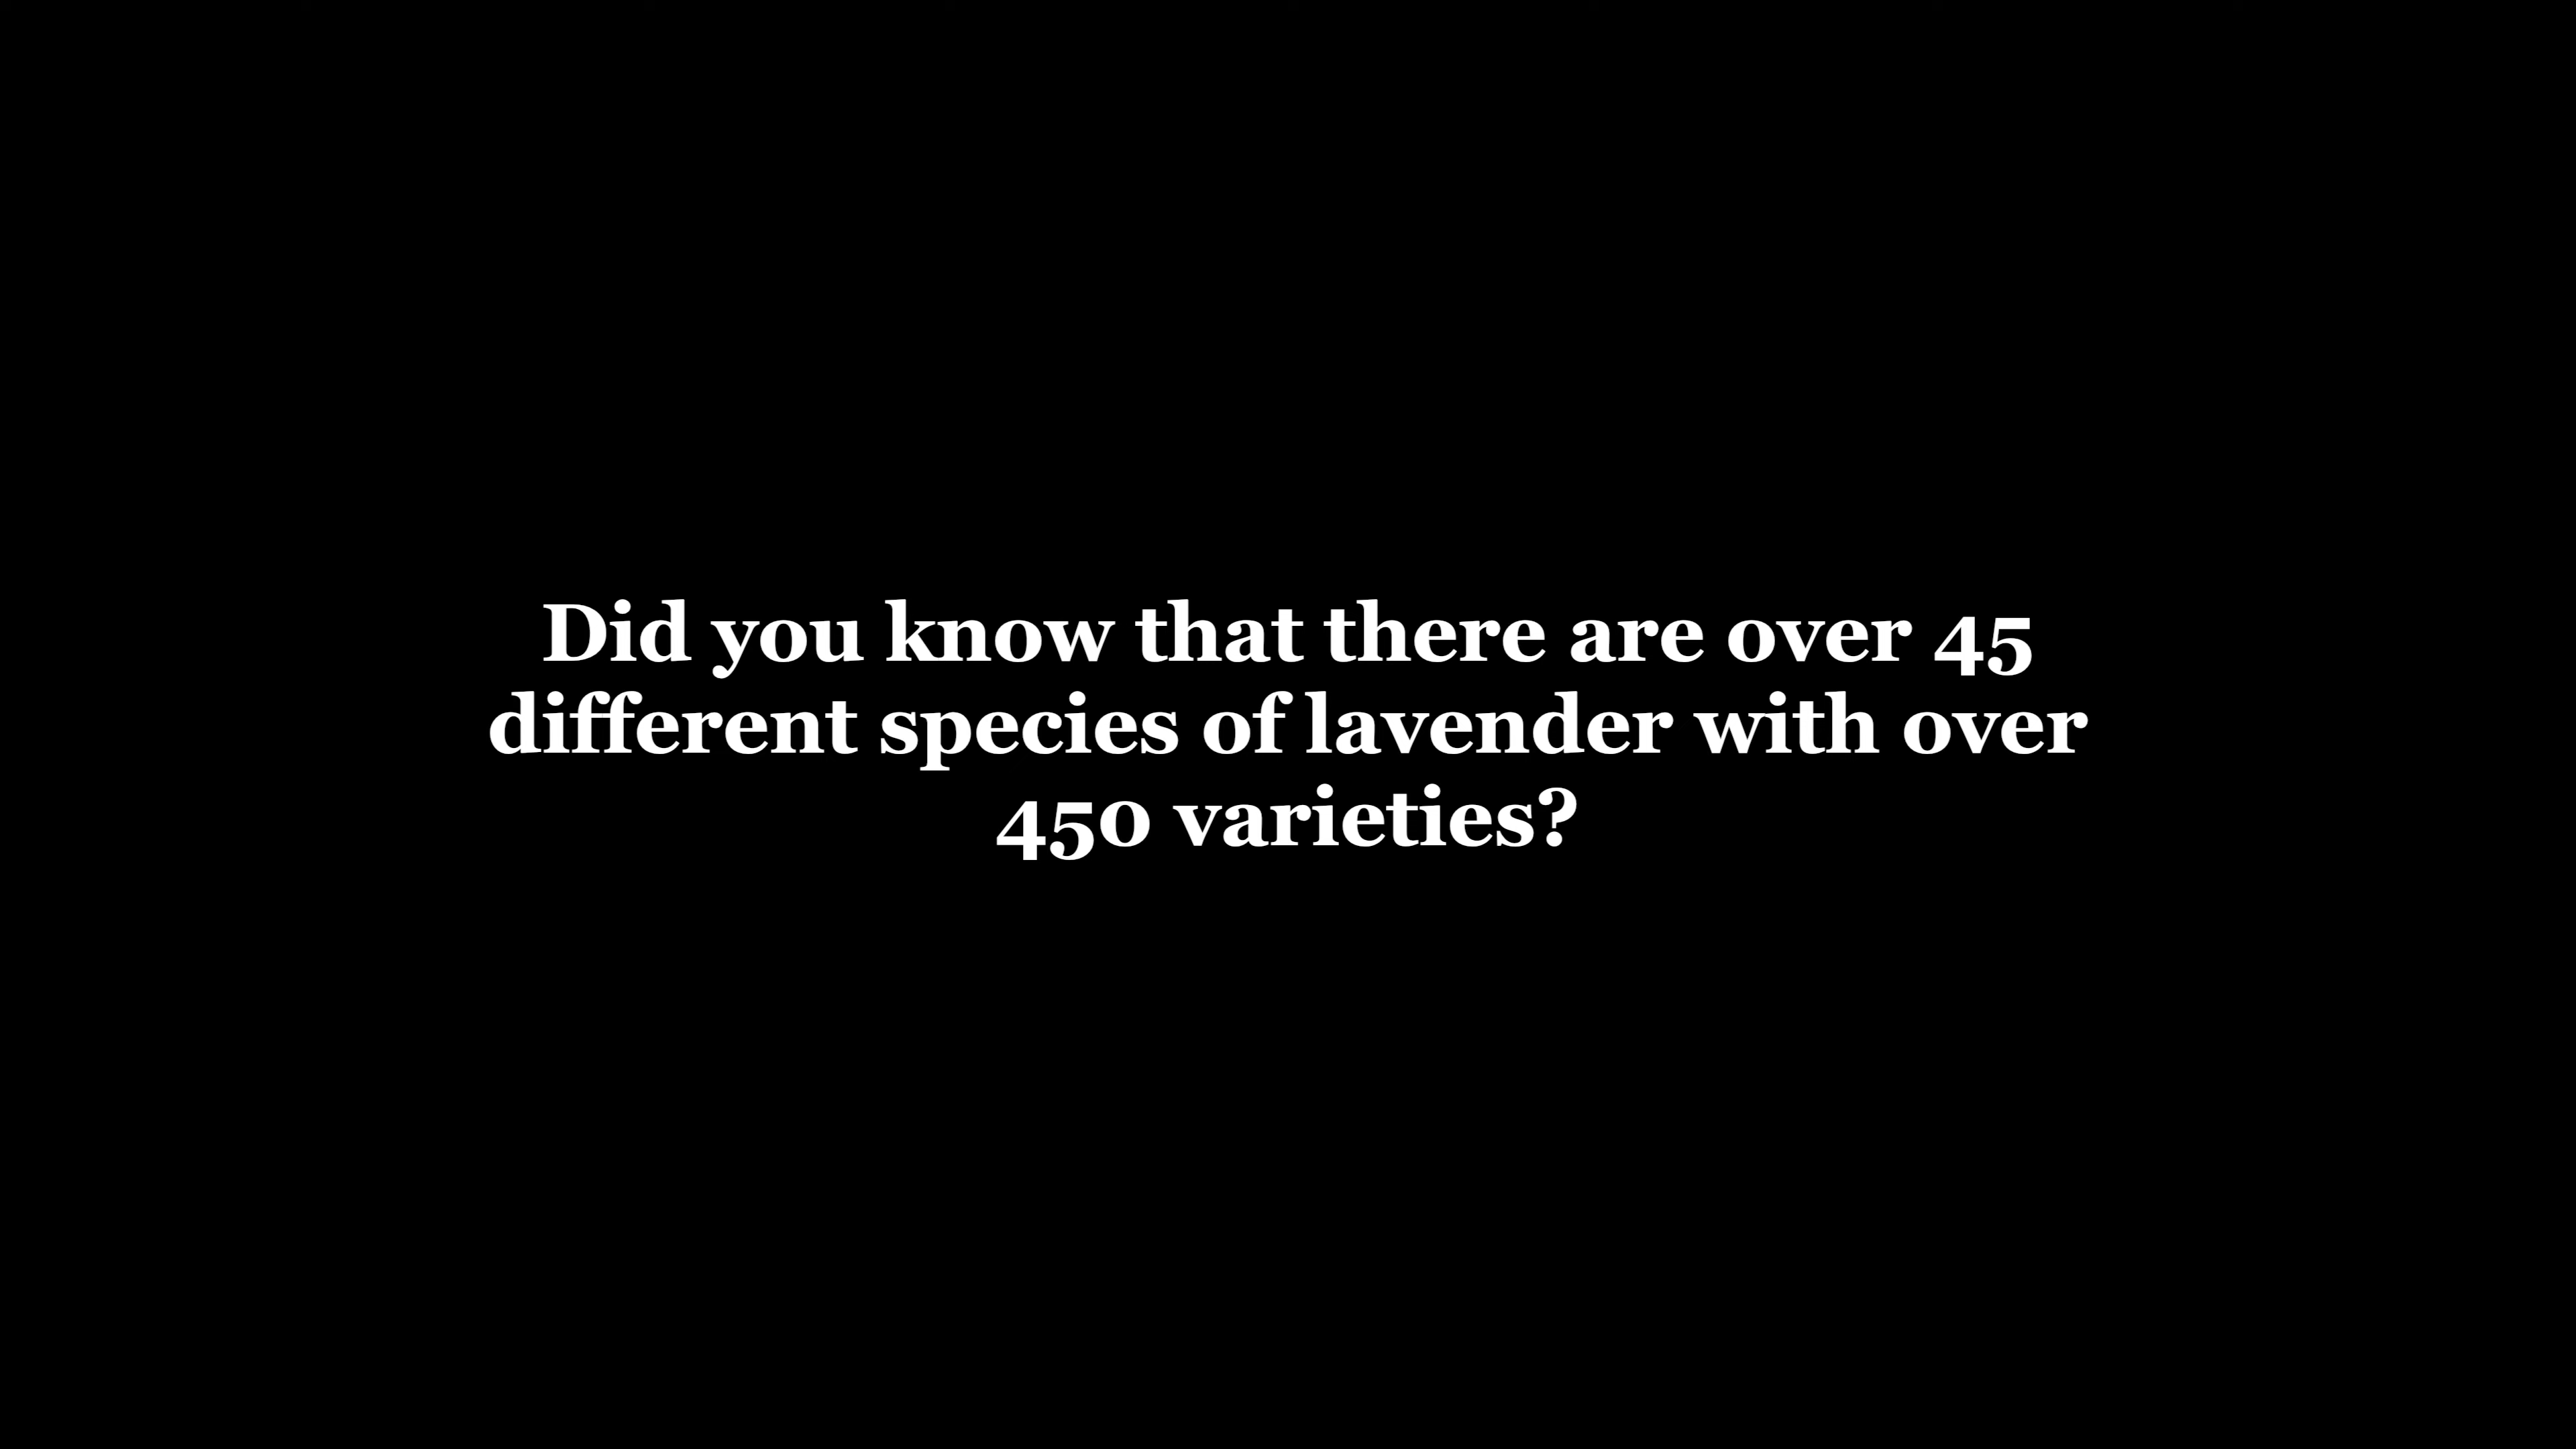 Did you know that there are over 45
different species of lavender with over
450 varieties?